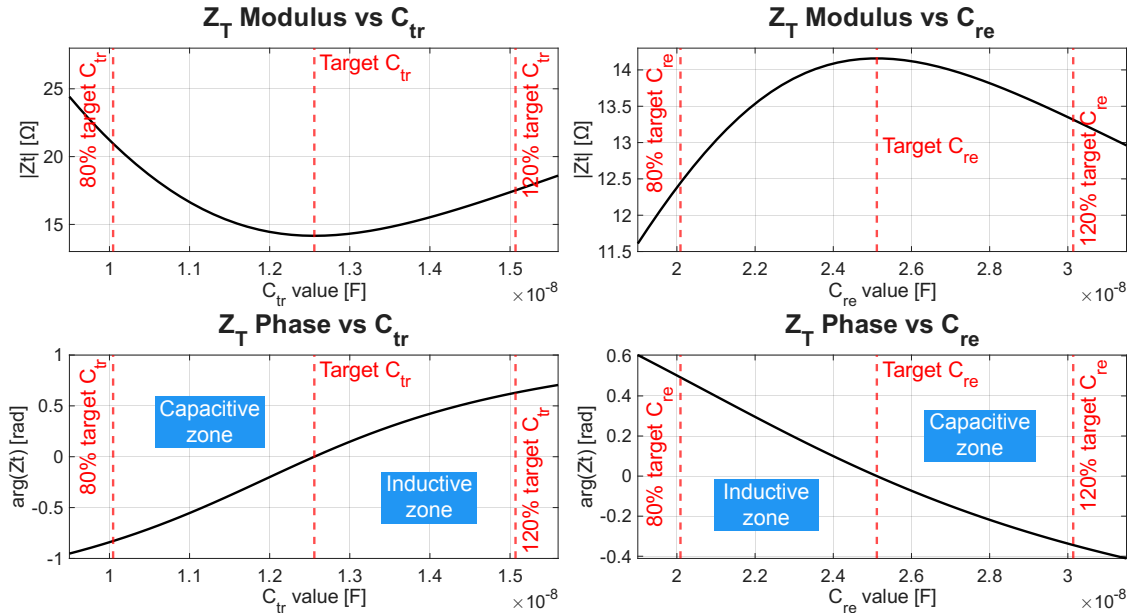 Z_T Modulus vs C_tr
|Zt| [Ω]
25
20
15
80% target C_tr
Target C_tr
120% target C_tr
1
1.1
1.2
1.3
1.4
1.5
C_tr value [F]
×10^-8
Z_T Modulus vs C_re
|Zt| [Ω]
14
13.5
13
12.5
12
11.5
80% target C_re
Target C_re
120% target C_re
2
2.2
2.4
2.6
2.8
3
C_re value [F]
×10^-8
Z_T Phase vs C_tr
arg(Zt) [rad]
1
0.5
0
-0.5
-1
80% target C_tr
Capacitive
zone
Target C_tr
Inductive
zone
120% target C_tr
1
1.1
1.2
1.3
1.4
1.5
C_tr value [F]
×10^-8
Z_T Phase vs C_re
arg(Zt) [rad]
0.6
0.4
0.2
0
-0.2
-0.4
80% target C_re
Inductive
zone
Target C_re
Capacitive
zone
120% target C_re
2
2.2
2.4
2.6
2.8
3
C_re value [F]
×10^-8